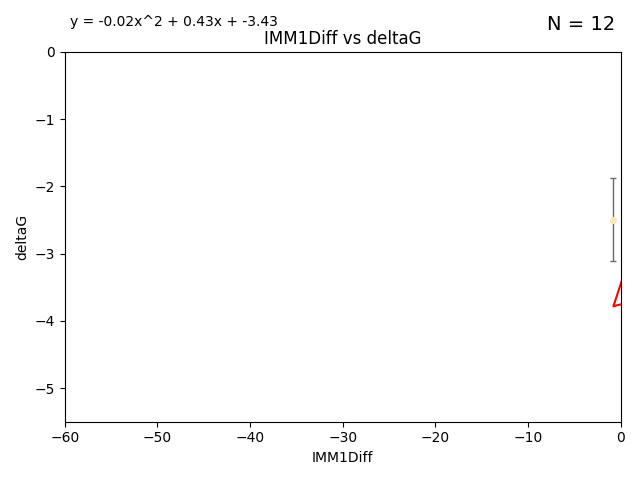 y = -0.02x^2 + 0.43x + -3.43
N = 12
IMM1Diff vs deltaG
0
−1
−2
−3
−4
−5
deltaG
−60 −50 −40 −30 −20 −10 0
IMM1Diff